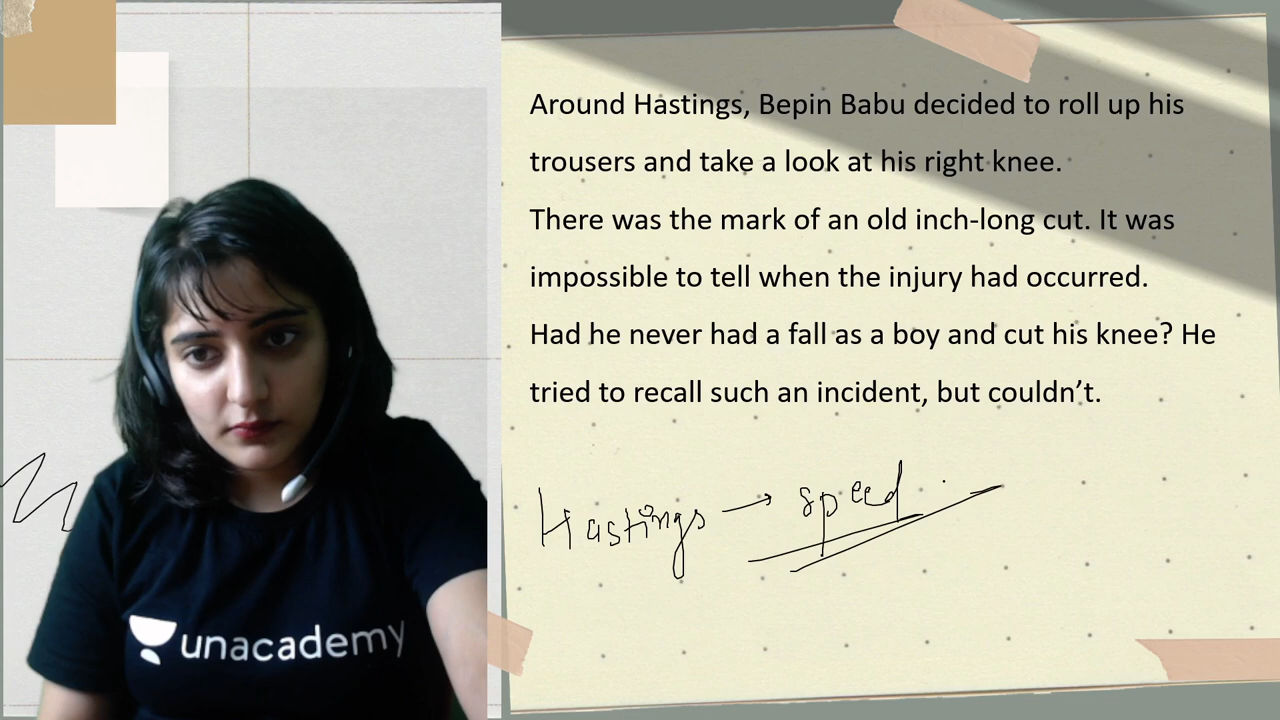 Around Hastings, Bepin Babu decided to roll up his
trousers and take a look at his right knee.
There was the mark of an old inch-long cut. It was
impossible to tell when the injury had occurred.
Had he never had a fall as a boy and cut his knee? He
tried to recall such an incident, but couldn’t.
Hastings → speed
unacademy